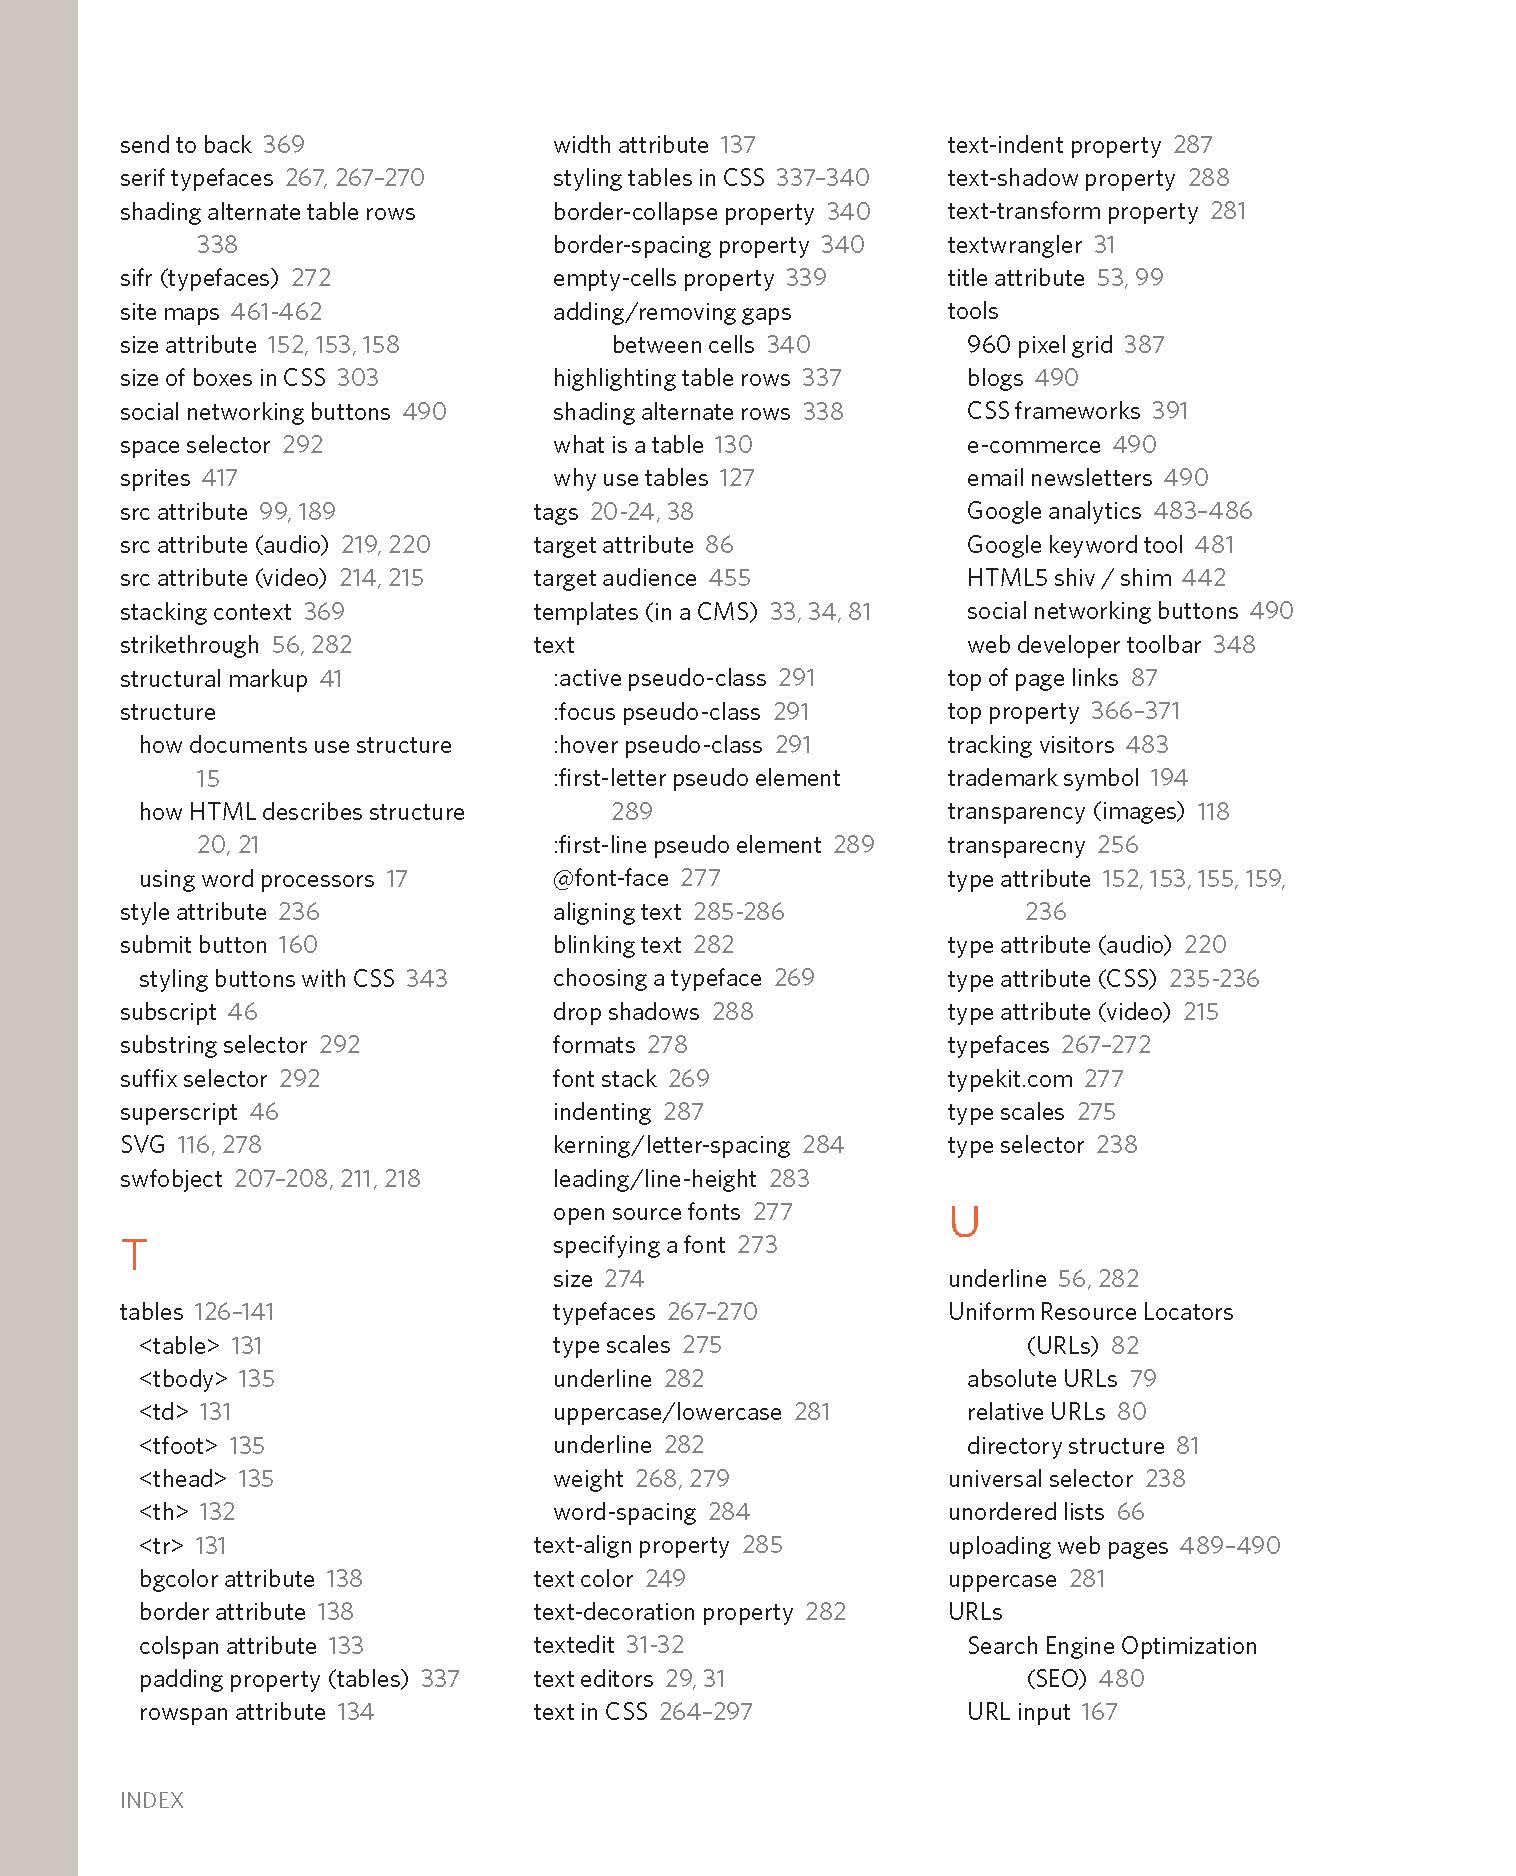 send to back 369
serif typefaces 267, 267–270
shading alternate table rows
338
sifr (typefaces) 272
site maps 461-462
size attribute 152, 153, 158
size of boxes in CSS 303
social networking buttons 490
space selector 292
sprites 417
src attribute 99, 189
src attribute (audio) 219, 220
src attribute (video) 214, 215
stacking context 369
strikethrough 56, 282
structural markup 41
structure
how documents use structure
15
how HTML describes structure
20, 21
using word processors 17
style attribute 236
submit button 160
styling buttons with CSS 343
subscript 46
substring selector 292
suffix selector 292
superscript 46
SVG 116, 278
swfobject 207–208, 211, 218
T
tables 126–141
<table> 131
<tbody> 135
<td> 131
<tfoot> 135
<thead> 135
<th> 132
<tr> 131
bgcolor attribute 138
border attribute 138
colspan attribute 133
padding property (tables) 337
rowspan attribute 134
width attribute 137
styling tables in CSS 337–340
border-collapse property 340
border-spacing property 340
empty-cells property 339
adding/removing gaps
between cells 340
highlighting table rows 337
shading alternate rows 338
what is a table 130
why use tables 127
tags 20-24, 38
target attribute 86
target audience 455
templates (in a CMS) 33, 34, 81
text
:active pseudo-class 291
:focus pseudo-class 291
:hover pseudo-class 291
:first-letter pseudo element
289
:first-line pseudo element 289
@font-face 277
aligning text 285-286
blinking text 282
choosing a typeface 269
drop shadows 288
formats 278
font stack 269
indenting 287
kerning/letter-spacing 284
leading/line-height 283
open source fonts 277
specifying a font 273
size 274
typefaces 267–270
type scales 275
underline 282
uppercase/lowercase 281
underline 282
weight 268, 279
word-spacing 284
text-align property 285
text color 249
text-decoration property 282
textedit 31-32
text editors 29, 31
text in CSS 264–297
text-indent property 287
text-shadow property 288
text-transform property 281
textwrangler 31
title attribute 53, 99
tools
960 pixel grid 387
blogs 490
CSS frameworks 391
e-commerce 490
email newsletters 490
Google analytics 483–486
Google keyword tool 481
HTML5 shiv / shim 442
social networking buttons 490
web developer toolbar 348
top of page links 87
top property 366–371
tracking visitors 483
trademark symbol 194
transparency (images) 118
transparecny 256
type attribute 152, 153, 155, 159,
236
type attribute (audio) 220
type attribute (CSS) 235-236
type attribute (video) 215
typefaces 267–272
typekit.com 277
type scales 275
type selector 238
U
underline 56, 282
Uniform Resource Locators
(URLs) 82
absolute URLs 79
relative URLs 80
directory structure 81
universal selector 238
unordered lists 66
uploading web pages 489–490
uppercase 281
URLs
Search Engine Optimization
(SEO) 480
URL input 167
INDEX